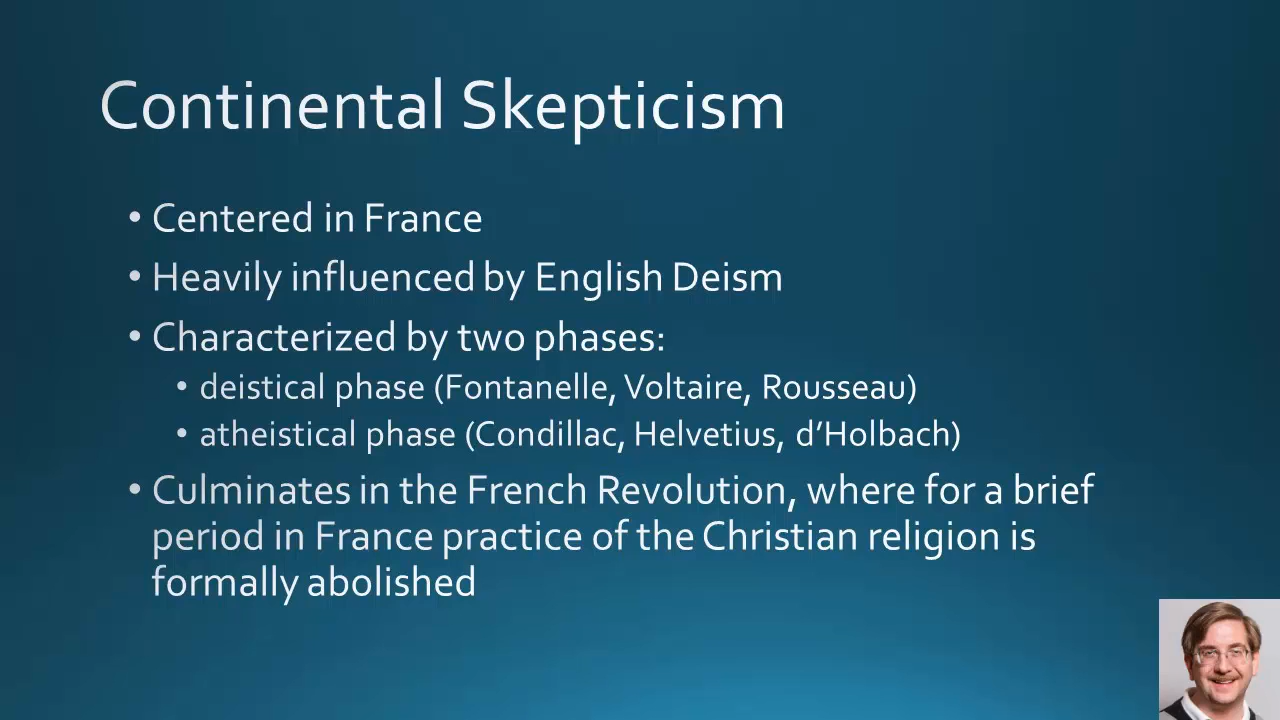 Continental Skepticism
• Centered in France
• Heavily influenced by English Deism
• Characterized by two phases:
• deistical phase (Fontanelle, Voltaire, Rousseau)
• atheistical phase (Condillac, Helvetius, d’Holbach)
• Culminates in the French Revolution, where for a brief
period in France practice of the Christian religion is
formally abolished